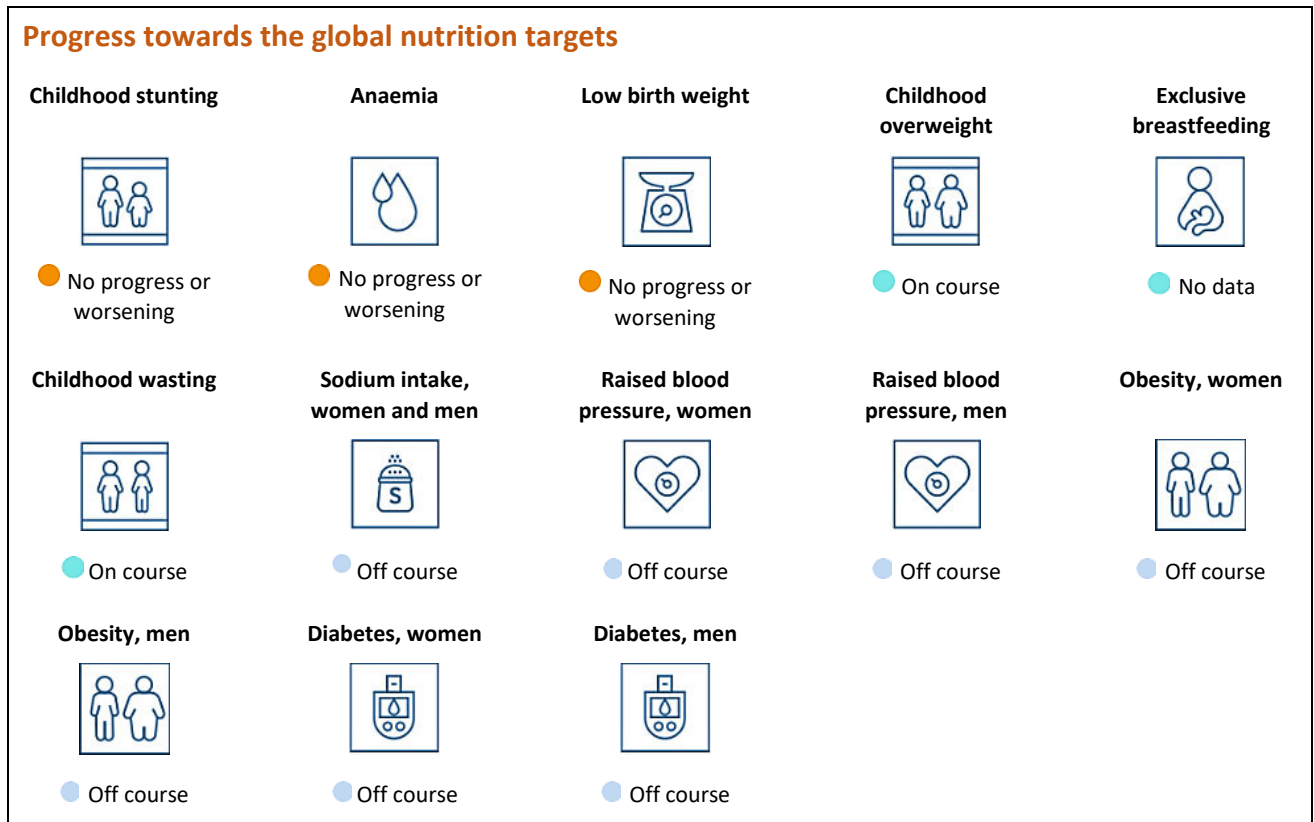 Progress towards the global nutrition targets
Childhood stunting
No progress or
worsening
Anaemia
No progress or
worsening
Low birth weight
No progress or
worsening
Childhood
overweight
On course
Exclusive
breastfeeding
No data
Childhood wasting
On course
Sodium intake,
women and men
S
Off course
Raised blood
pressure, women
Off course
Raised blood
pressure, men
Off course
Obesity, women
Off course
Obesity, men
Off course
Diabetes, women
Off course
Diabetes, men
Off course